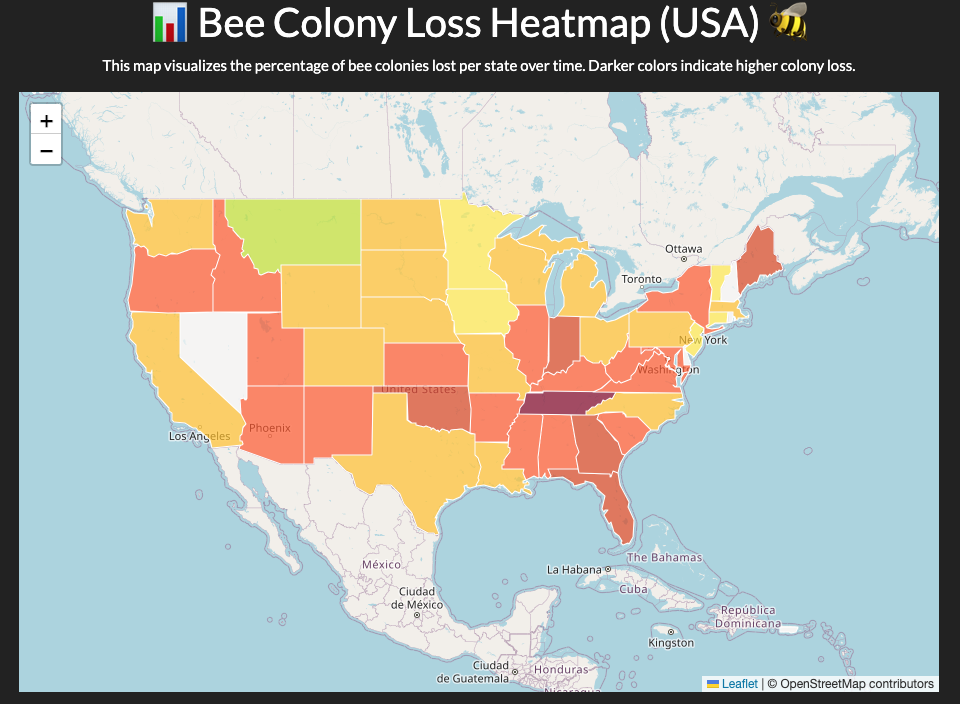 📊 Bee Colony Loss Heatmap (USA) 🐝
This map visualizes the percentage of bee colonies lost per state over time. Darker colors indicate higher colony loss.
+
−
Ottawa
Toronto
New York
Washington
United States
Los Angeles
Phoenix
The Bahamas
México
La Habana
Cuba
Ciudad
de México
República
Dominicana
Kingston
Ciudad
de Guatemala
Honduras
Nicaragua
Leaflet | © OpenStreetMap contributors